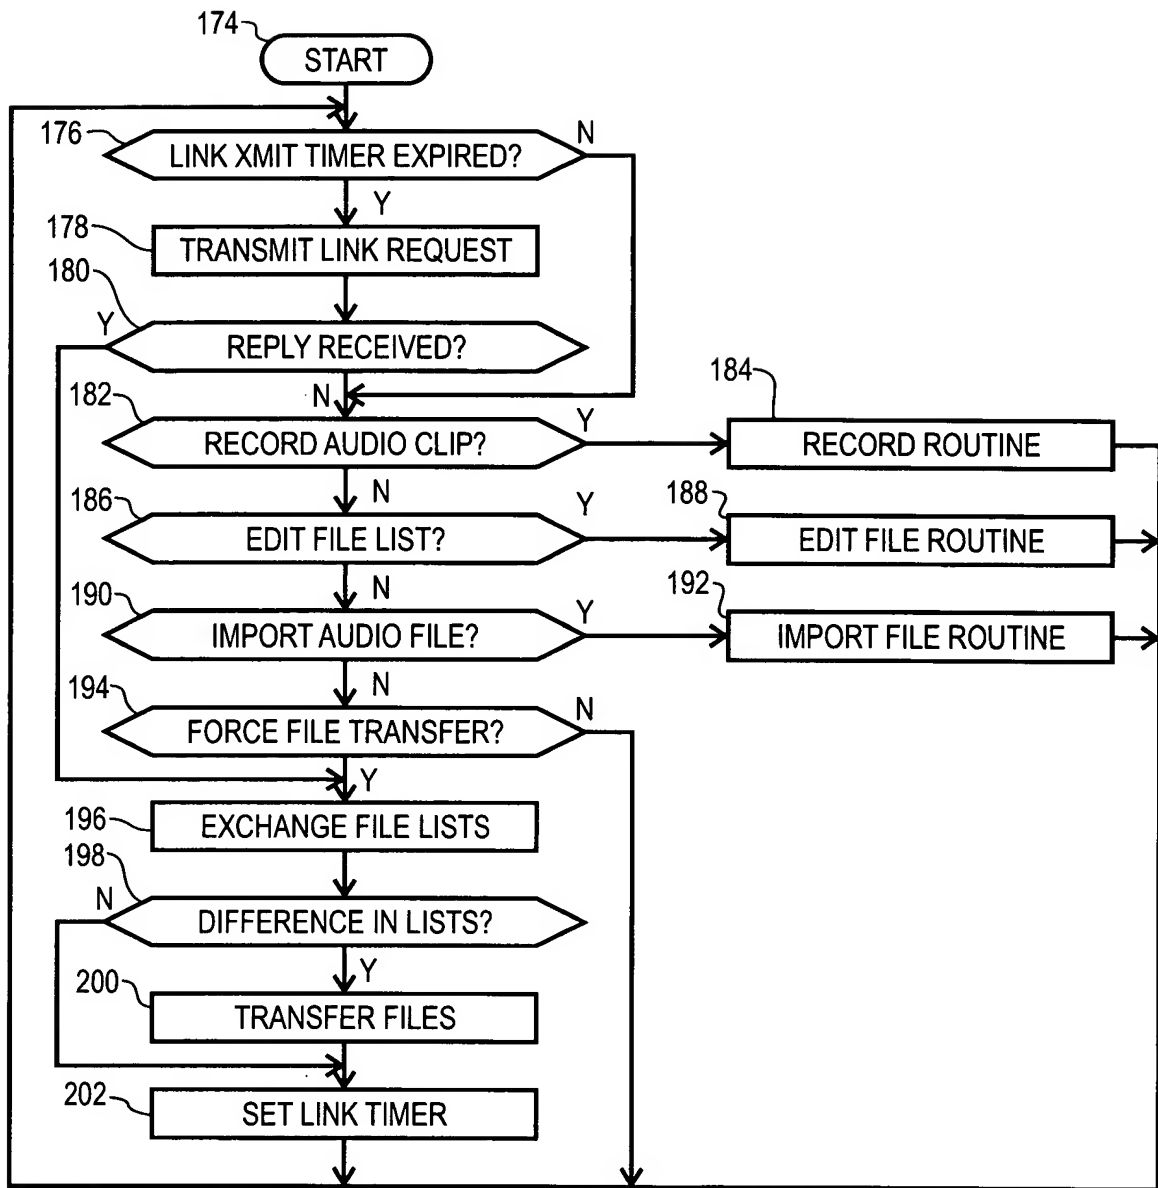 174
START
176
LINK XMIT TIMER EXPIRED?
N
Y
178
TRANSMIT LINK REQUEST
180
Y
REPLY RECEIVED?
N
182
RECORD AUDIO CLIP?
Y
184
RECORD ROUTINE
N
186
EDIT FILE LIST?
Y
188
EDIT FILE ROUTINE
N
190
IMPORT AUDIO FILE?
Y
192
IMPORT FILE ROUTINE
N
194
FORCE FILE TRANSFER?
N
Y
196
EXCHANGE FILE LISTS
198
N
DIFFERENCE IN LISTS?
Y
200
TRANSFER FILES
202
SET LINK TIMER